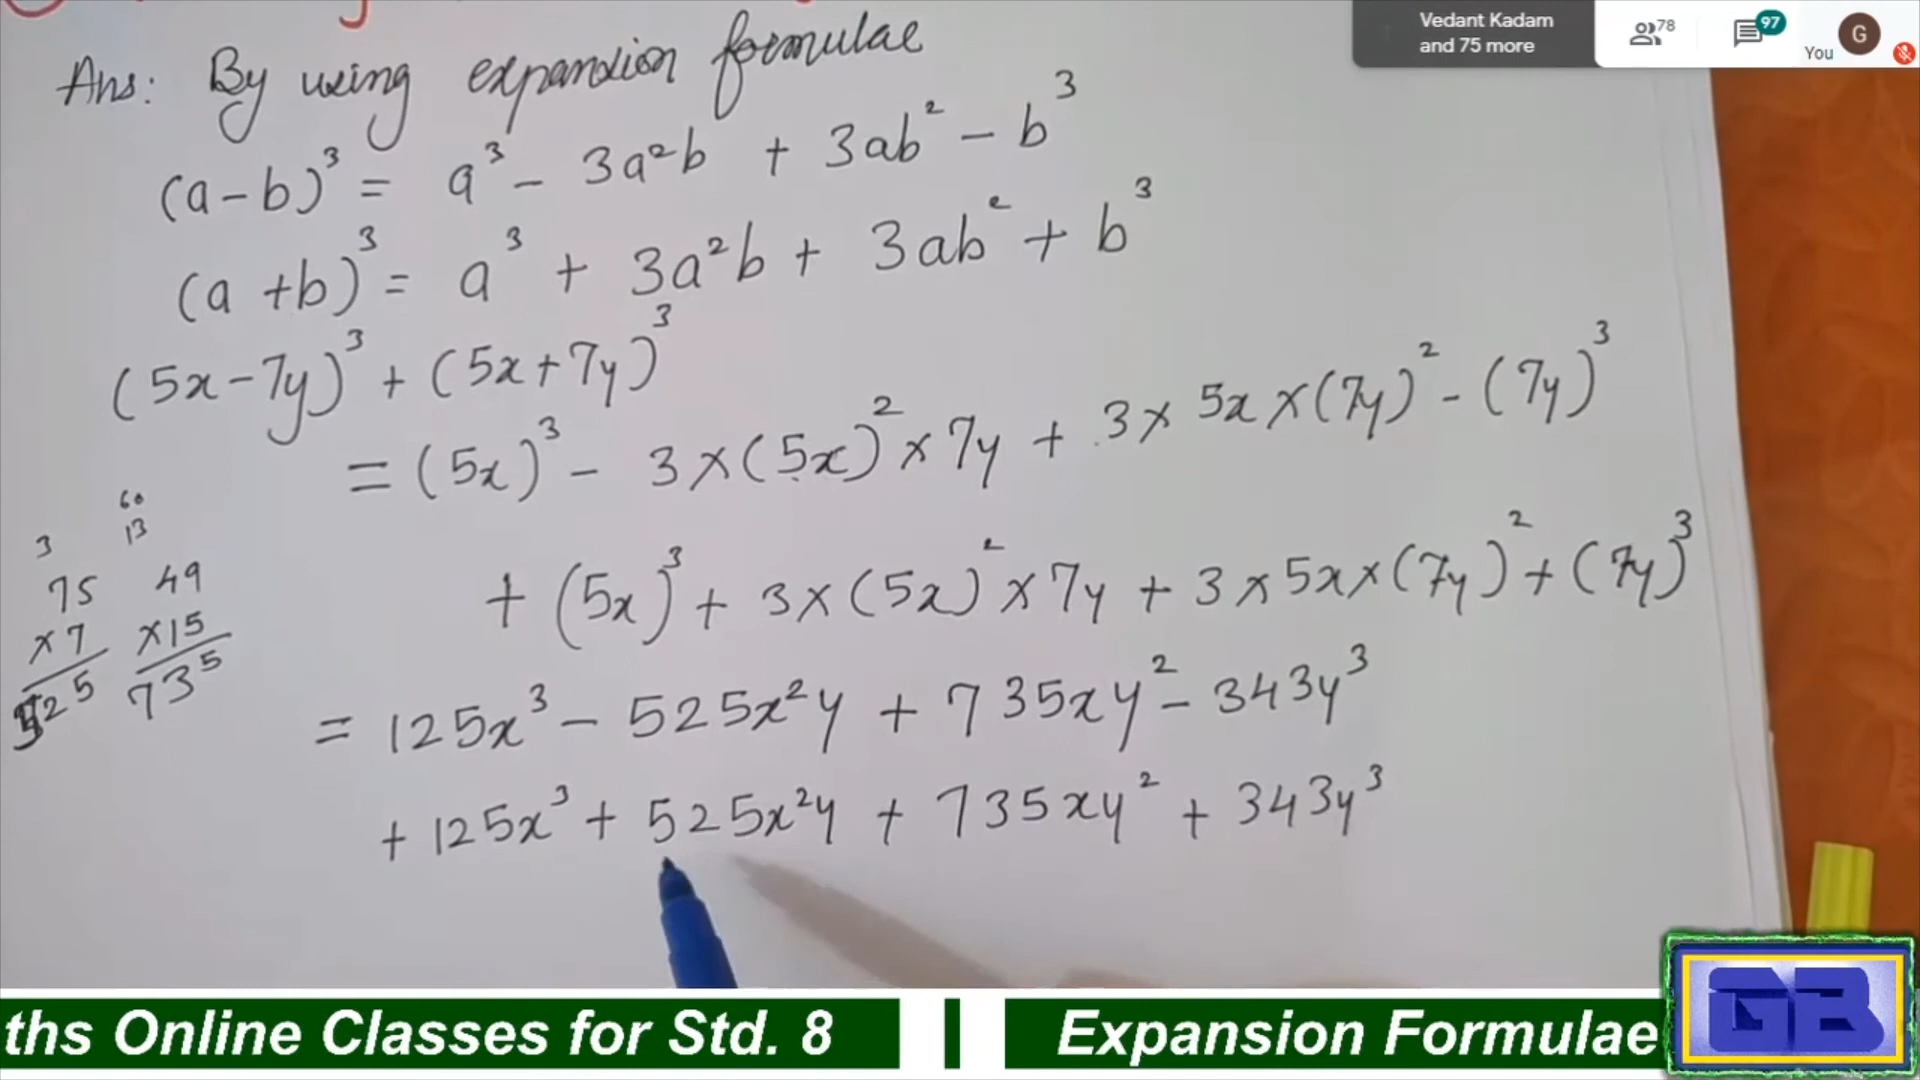 Vedant Kadam
and 75 more
78
97
You
G
Ans: By using expansion formulae
(a-b)³ = a³ - 3a²b + 3ab² - b³
(a+b)³ = a³ + 3a²b + 3ab² + b³
(5x-7y)³ + (5x+7y)³
= (5x)³ - 3×(5x)²×7y + 3×5x×(7y)² - (7y)³
+ (5x)³ + 3×(5x)²×7y + 3×5x×(7y)² + (7y)³
= 125x³ - 525x²y + 735xy² - 343y³
+ 125x³ + 525x²y + 735xy² + 343y³
60
3 13
75 49
×7 ×15
525 735
ths Online Classes for Std. 8 | Expansion Formulae
GB